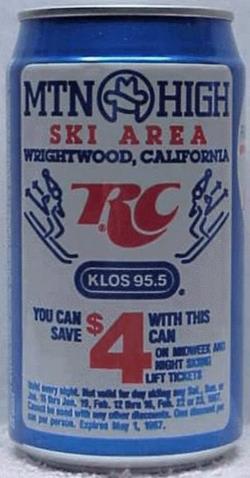 MTN HIGH
SKI AREA
WRIGHTWOOD, CALIFORNIA
RC
KLOS 95.5
YOU CAN SAVE $4 WITH THIS CAN
ON MIDWEEK AND
NIGHT SKIING
LIFT TICKETS
Valid every night. Not valid for day skiing any Sat., Sun. or
Jan. 15 thru Jan. 19, Feb. 12 thru 16, Feb. 22 1987.
Cannot be used with any other discounts. One discount per
can per person. Expires May 1, 1987.